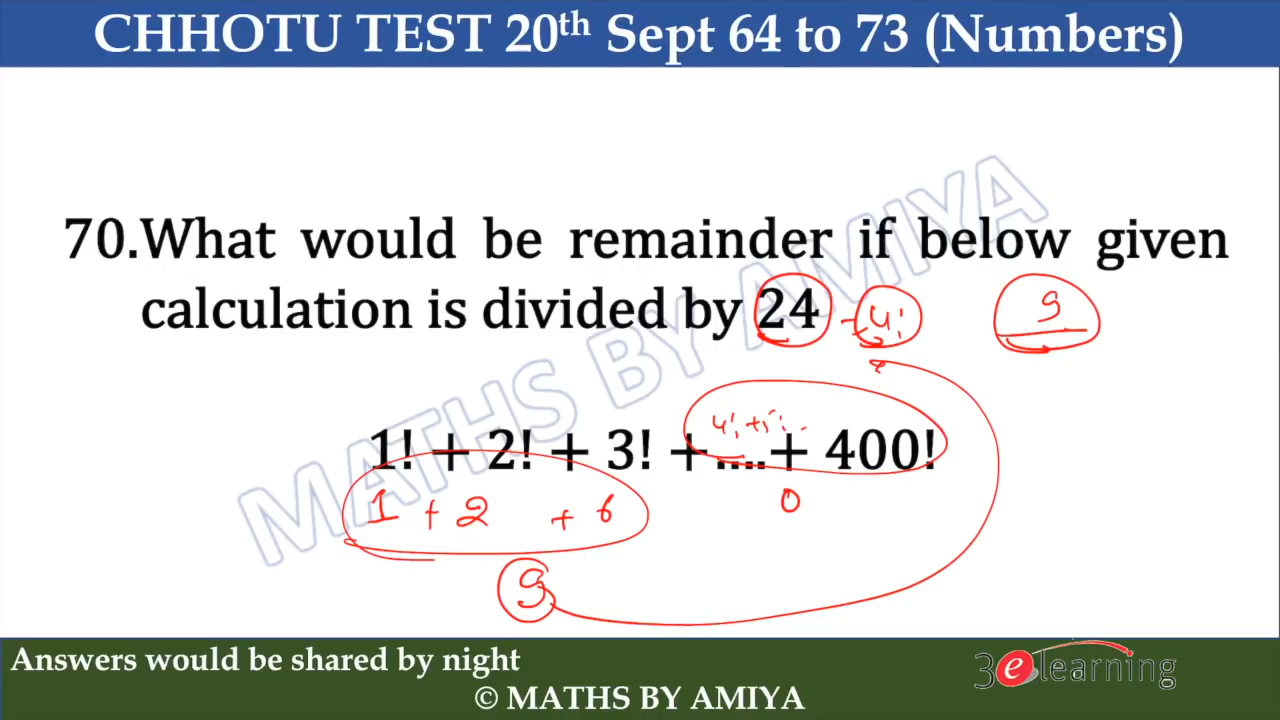 CHHOTU TEST 20th Sept 64 to 73 (Numbers)
MATHS BY AMIYA
70.What would be remainder if below given
calculation is divided by 24 - 4! 9
4! + 5! ..
1! + 2! + 3! +....+ 400!
1 + 2 + 6 0
9
Answers would be shared by night
3elearning
© MATHS BY AMIYA